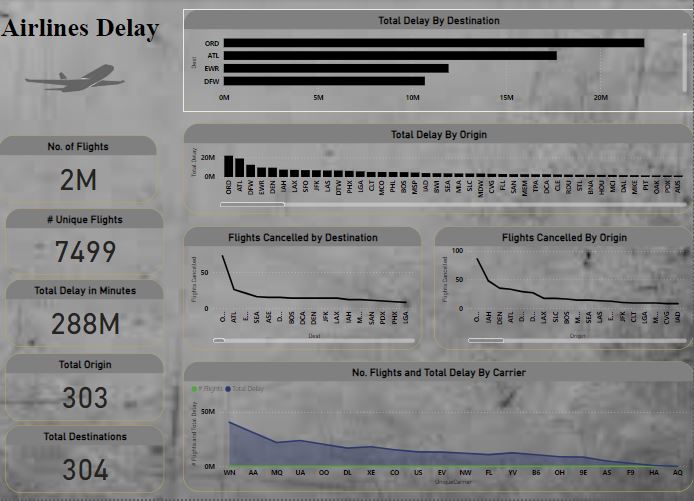 Airlines Delay
No. of Flights
2M
# Unique Flights
7499
Total Delay in Minutes
288M
Total Origin
303
Total Destinations
304
Total Delay By Destination
Dest
ORD
ATL
EWR
DFW
0M 5M 10M 15M 20M
Total Delay By Origin
Total Delay
20M
0M
ORD ATL DFW EWR DEN IAH LAX SFO JFK LAS DTW PHX LGA CLT MCO PHL BOS MSP IAD BWI SEA MIA SLC MDW CVG FLL SAN MEM TPA DCA CLE RDU STL BNA HOU MCI DAL MKE PIT OAK PDX AUS
Flights Cancelled by Destination
Flights Cancelled
50
0
O... ATL E... SEA ASE D... BOS DCA DEN JFK LAX IAH M... SAN PDX PHX LGA
Dest
Flights Cancelled By Origin
Flights Cancelled
100
50
0
O... IAH DEN ATL D... D... LAX SLC BOS M... SEA LAS E... JFK CLT LGA M... CVG IAD
Origin
No. Flights and Total Delay By Carrier
# Flights Total Delay
# Flights and Total Delay
50M
0M
WN AA MQ UA OO DL XE CO US EV NW FL YV B6 OH 9E AS F9 HA AQ
UniqueCarrier